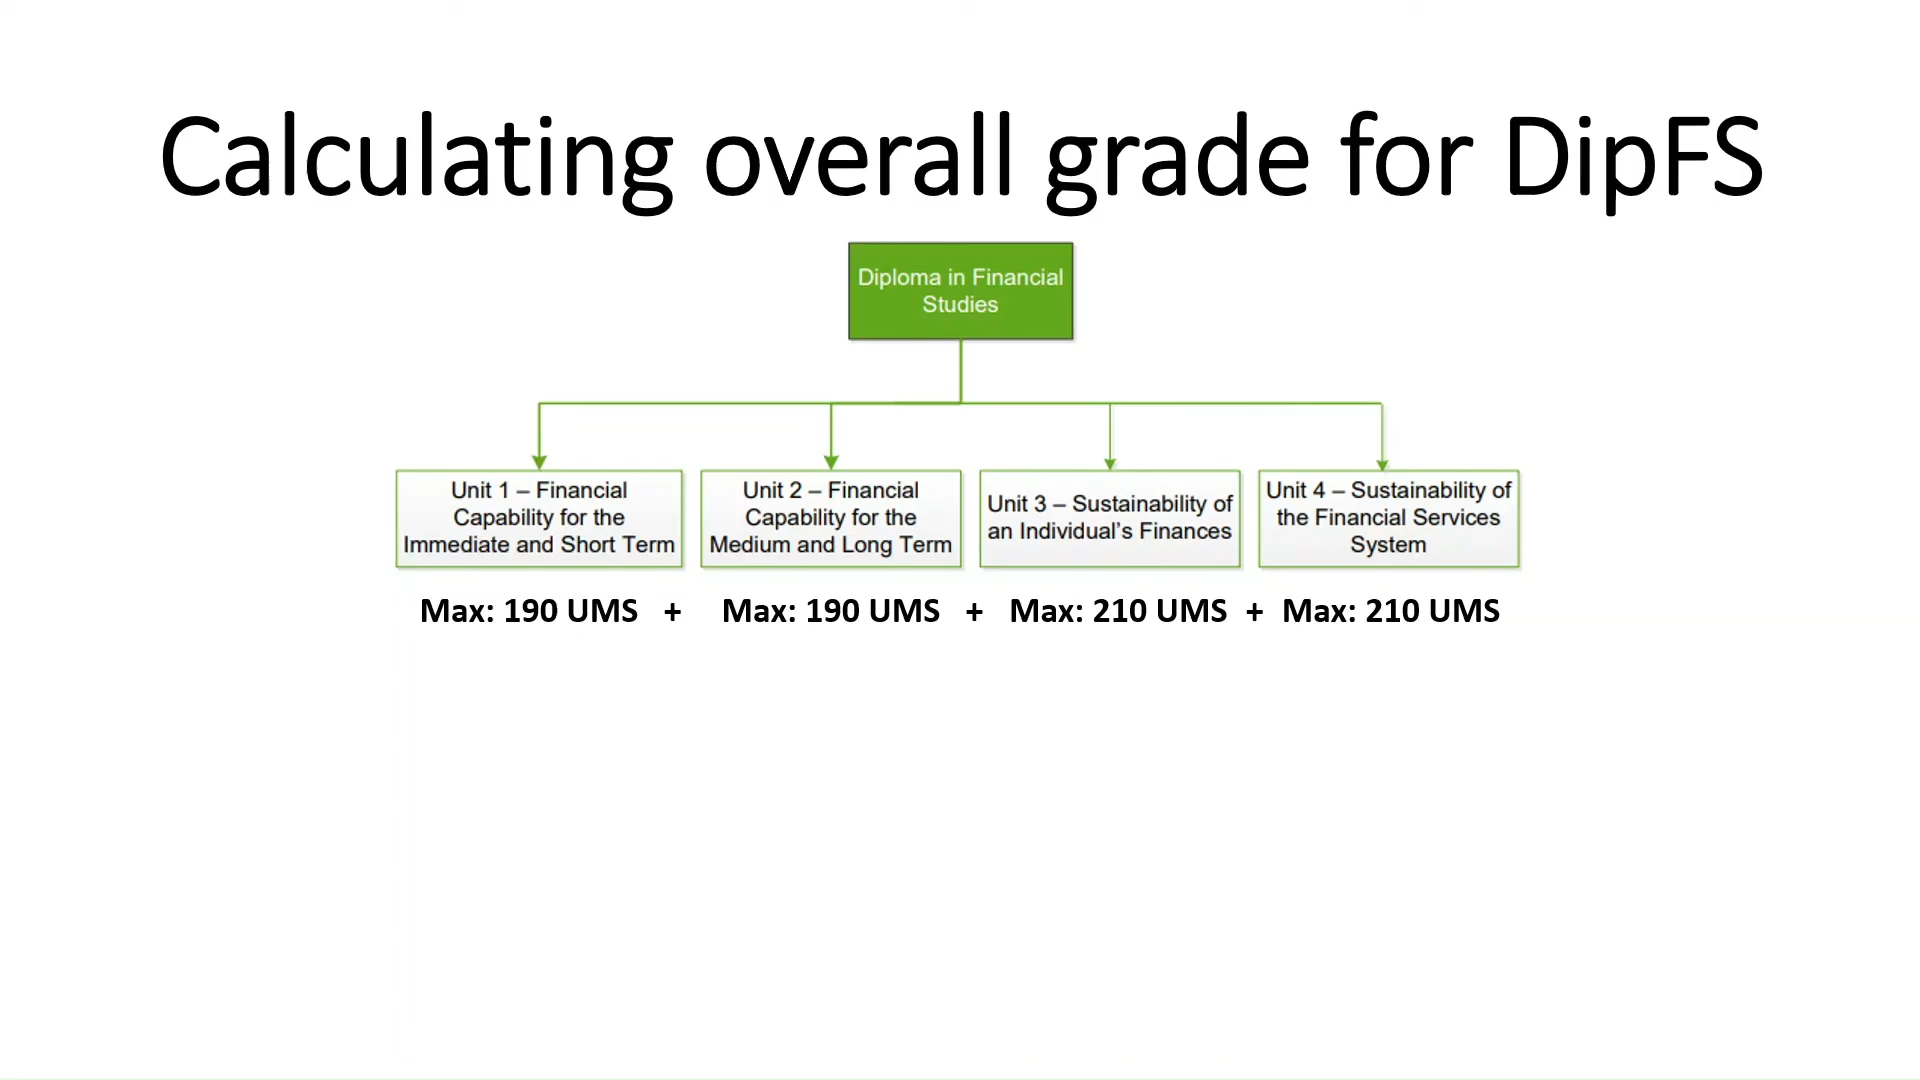 Calculating overall grade for DipFS
Diploma in Financial
Studies
Unit 1 – Financial
Capability for the
Immediate and Short Term
Unit 2 – Financial
Capability for the
Medium and Long Term
Unit 3 – Sustainability of
an Individual’s Finances
Unit 4 – Sustainability of
the Financial Services
System
Max: 190 UMS + Max: 190 UMS + Max: 210 UMS + Max: 210 UMS